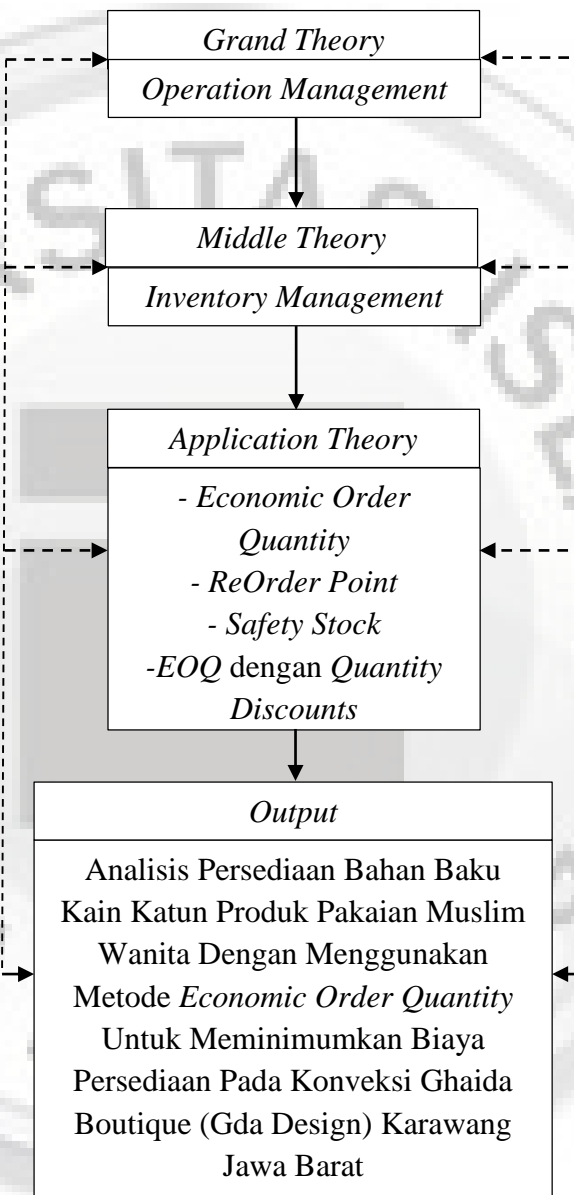 Grand Theory
Operation Management
Middle Theory
Inventory Management
Application Theory
- Economic Order
Quantity
- ReOrder Point
- Safety Stock
-EOQ dengan Quantity
Discounts
Output
Analisis Persediaan Bahan Baku
Kain Katun Produk Pakaian Muslim
Wanita Dengan Menggunakan
Metode Economic Order Quantity
Untuk Meminimumkan Biaya
Persediaan Pada Konveksi Ghaida
Boutique (Gda Design) Karawang
Jawa Barat